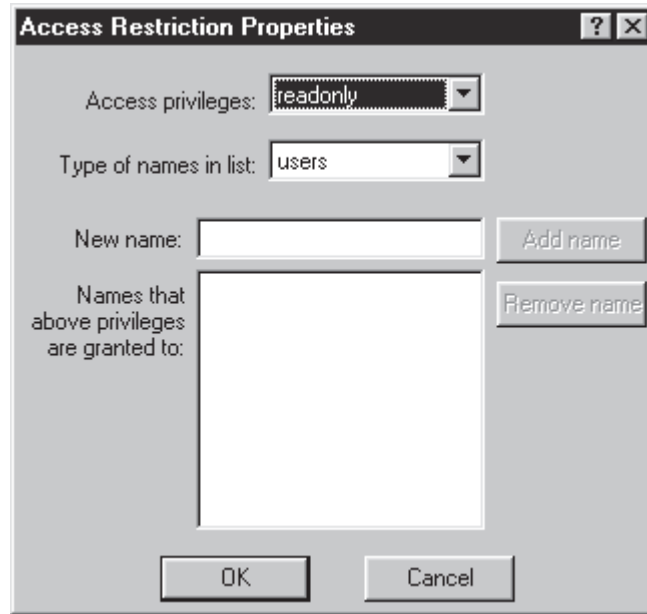 Access Restriction Properties
Access privileges: readonly
Type of names in list: users
New name: Add name
Names that
above privileges
are granted to:
Remove name
OK Cancel